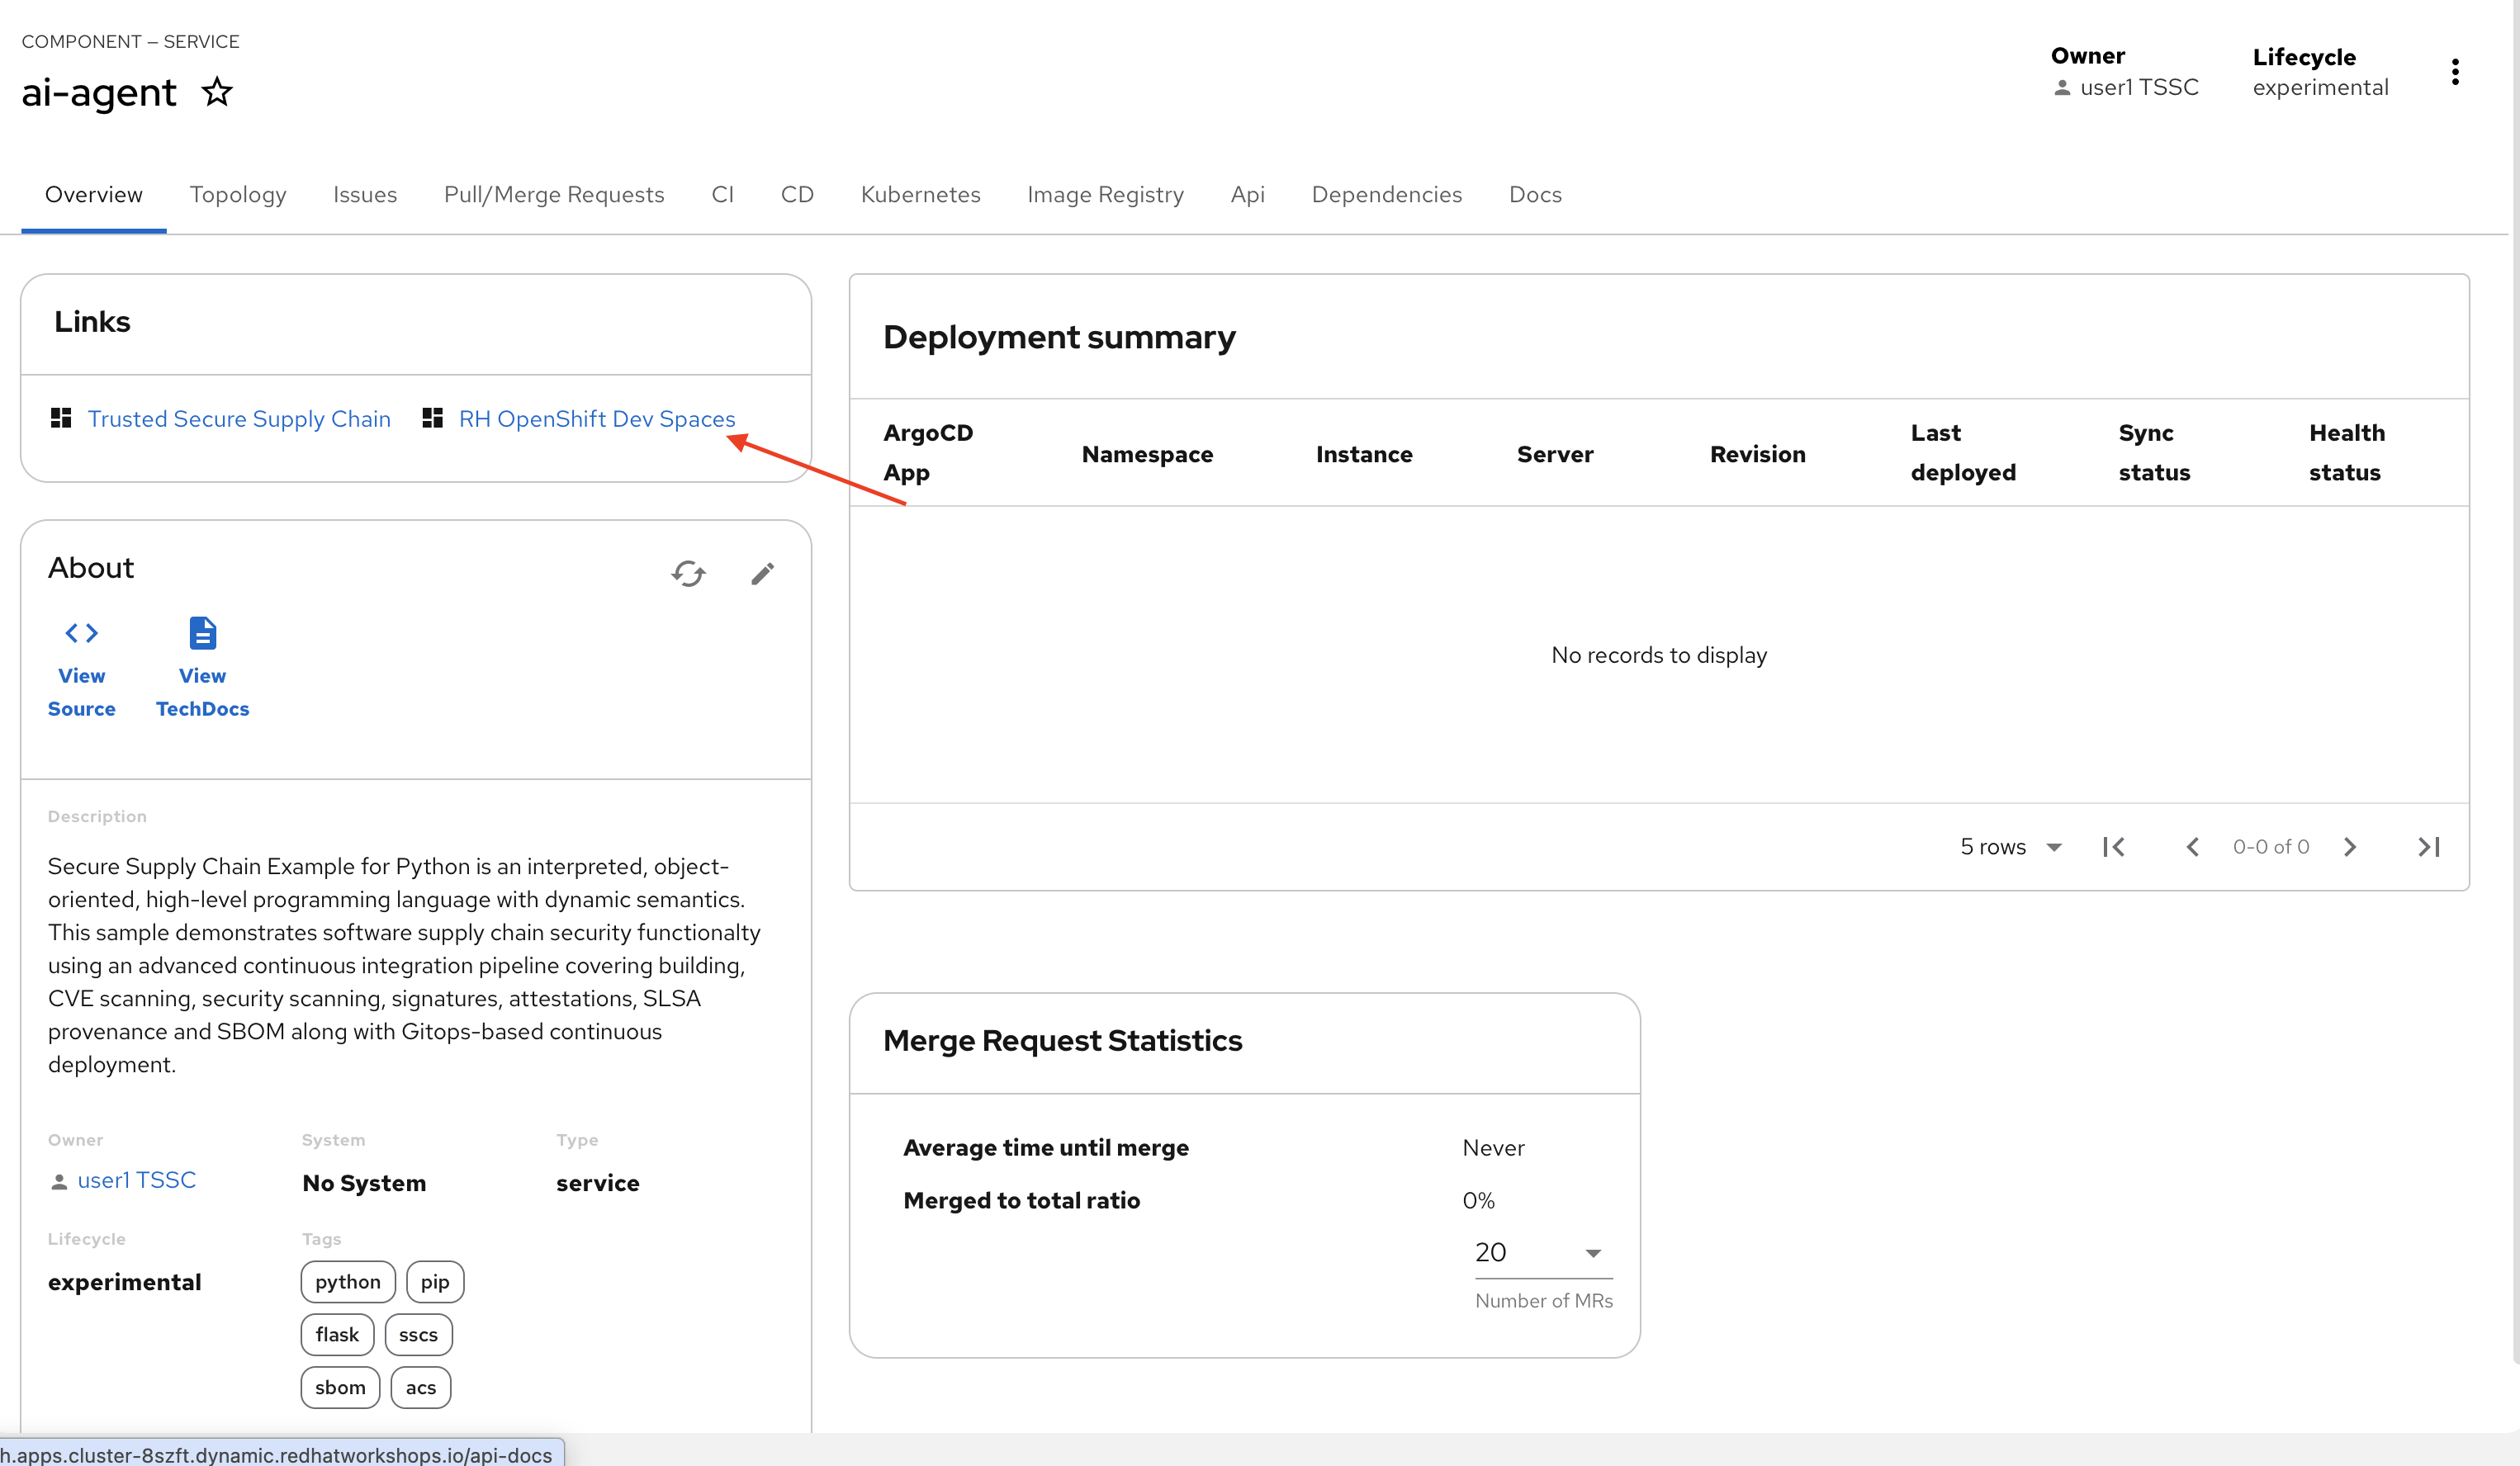 COMPONENT — SERVICE
ai-agent
Owner
user1 TSSC
Lifecycle
experimental
Overview
Topology
Issues
Pull/Merge Requests
CI
CD
Kubernetes
Image Registry
Api
Dependencies
Docs
Links
Trusted Secure Supply Chain
RH OpenShift Dev Spaces
About
View
Source
View
TechDocs
Description
Secure Supply Chain Example for Python is an interpreted, object-
oriented, high-level programming language with dynamic semantics.
This sample demonstrates software supply chain security functionalty
using an advanced continuous integration pipeline covering building,
CVE scanning, security scanning, signatures, attestations, SLSA
provenance and SBOM along with Gitops-based continuous
deployment.
Owner
user1 TSSC
System
No System
Type
service
Lifecycle
experimental
Tags
python
pip
flask
sscs
sbom
acs
Deployment summary
ArgoCD
App
Namespace
Instance
Server
Revision
Last
deployed
Sync
status
Health
status
No records to display
5 rows
0-0 of 0
Merge Request Statistics
Average time until merge
Never
Merged to total ratio
0%
20
Number of MRs
h.apps.cluster-8szft.dynamic.redhatworkshops.io/api-docs